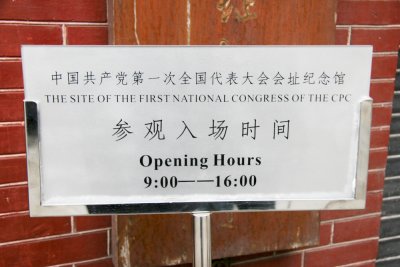 中国共产党第一次全国代表大会会址纪念馆
THE SITE OF THE FIRST NATIONAL CONGRESS OF THE CPC
参观入场时间
Opening Hours
9:00——16:00